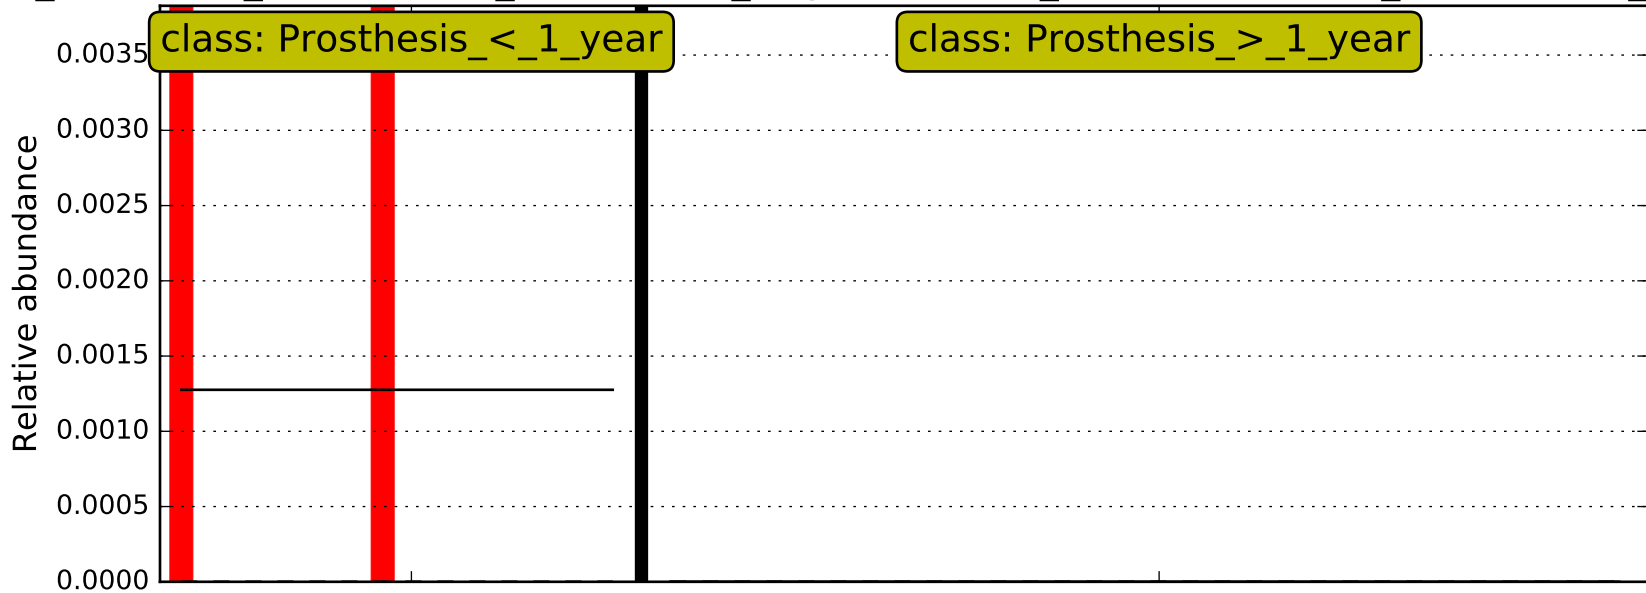 class: Prosthesis_<_1_year
class: Prosthesis_>_1_year
0.0035
0.0030
0.0025
0.0020
0.0015
0.0010
0.0005
0.0000
Relative abundance